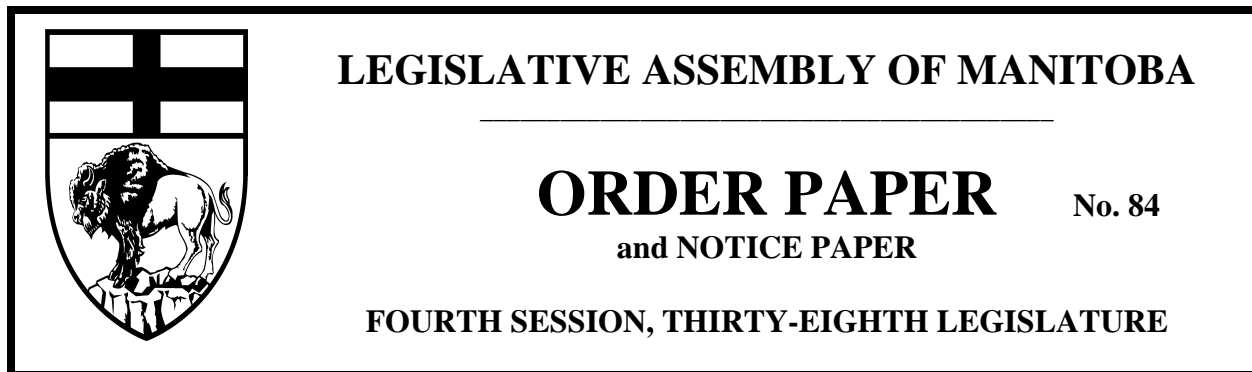 LEGISLATIVE ASSEMBLY OF MANITOBA
ORDER PAPER No. 84
and NOTICE PAPER
FOURTH SESSION, THIRTY-EIGHTH LEGISLATURE